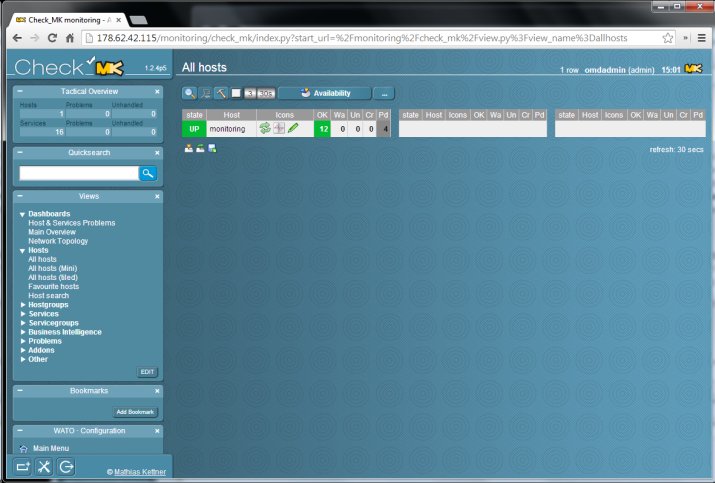 Check_MK monitoring - A
178.62.42.115/monitoring/check_mk/index.py?start_url=%2Fmonitoring%2Fcheck_mk%2Fview.py%3Fview_name%3Dallhosts
Check MK 1.2.4p5
All hosts
1 row omdadmin (admin) 15:01 MK
Tactical Overview
Hosts Problems Unhandled
1 0 0
Services Problems Unhandled
16 0 0
Quicksearch
Views
Dashboards
Host & Services Problems
Main Overview
Network Topology
Hosts
All hosts
All hosts (Mini)
All hosts (tiled)
Favourite hosts
Host search
Hostgroups
Services
Servicegroups
Business Intelligence
Problems
Addons
Other
EDIT
Bookmarks
Add Bookmark
WATO · Configuration
Main Menu
© Mathias Kettner
3 30s Availability ...
state Host Icons OK Wa Un Cr Pd state Host Icons OK Wa Un Cr Pd state Host Icons OK Wa Un Cr Pd
UP monitoring 12 0 0 0 4
refresh: 30 secs